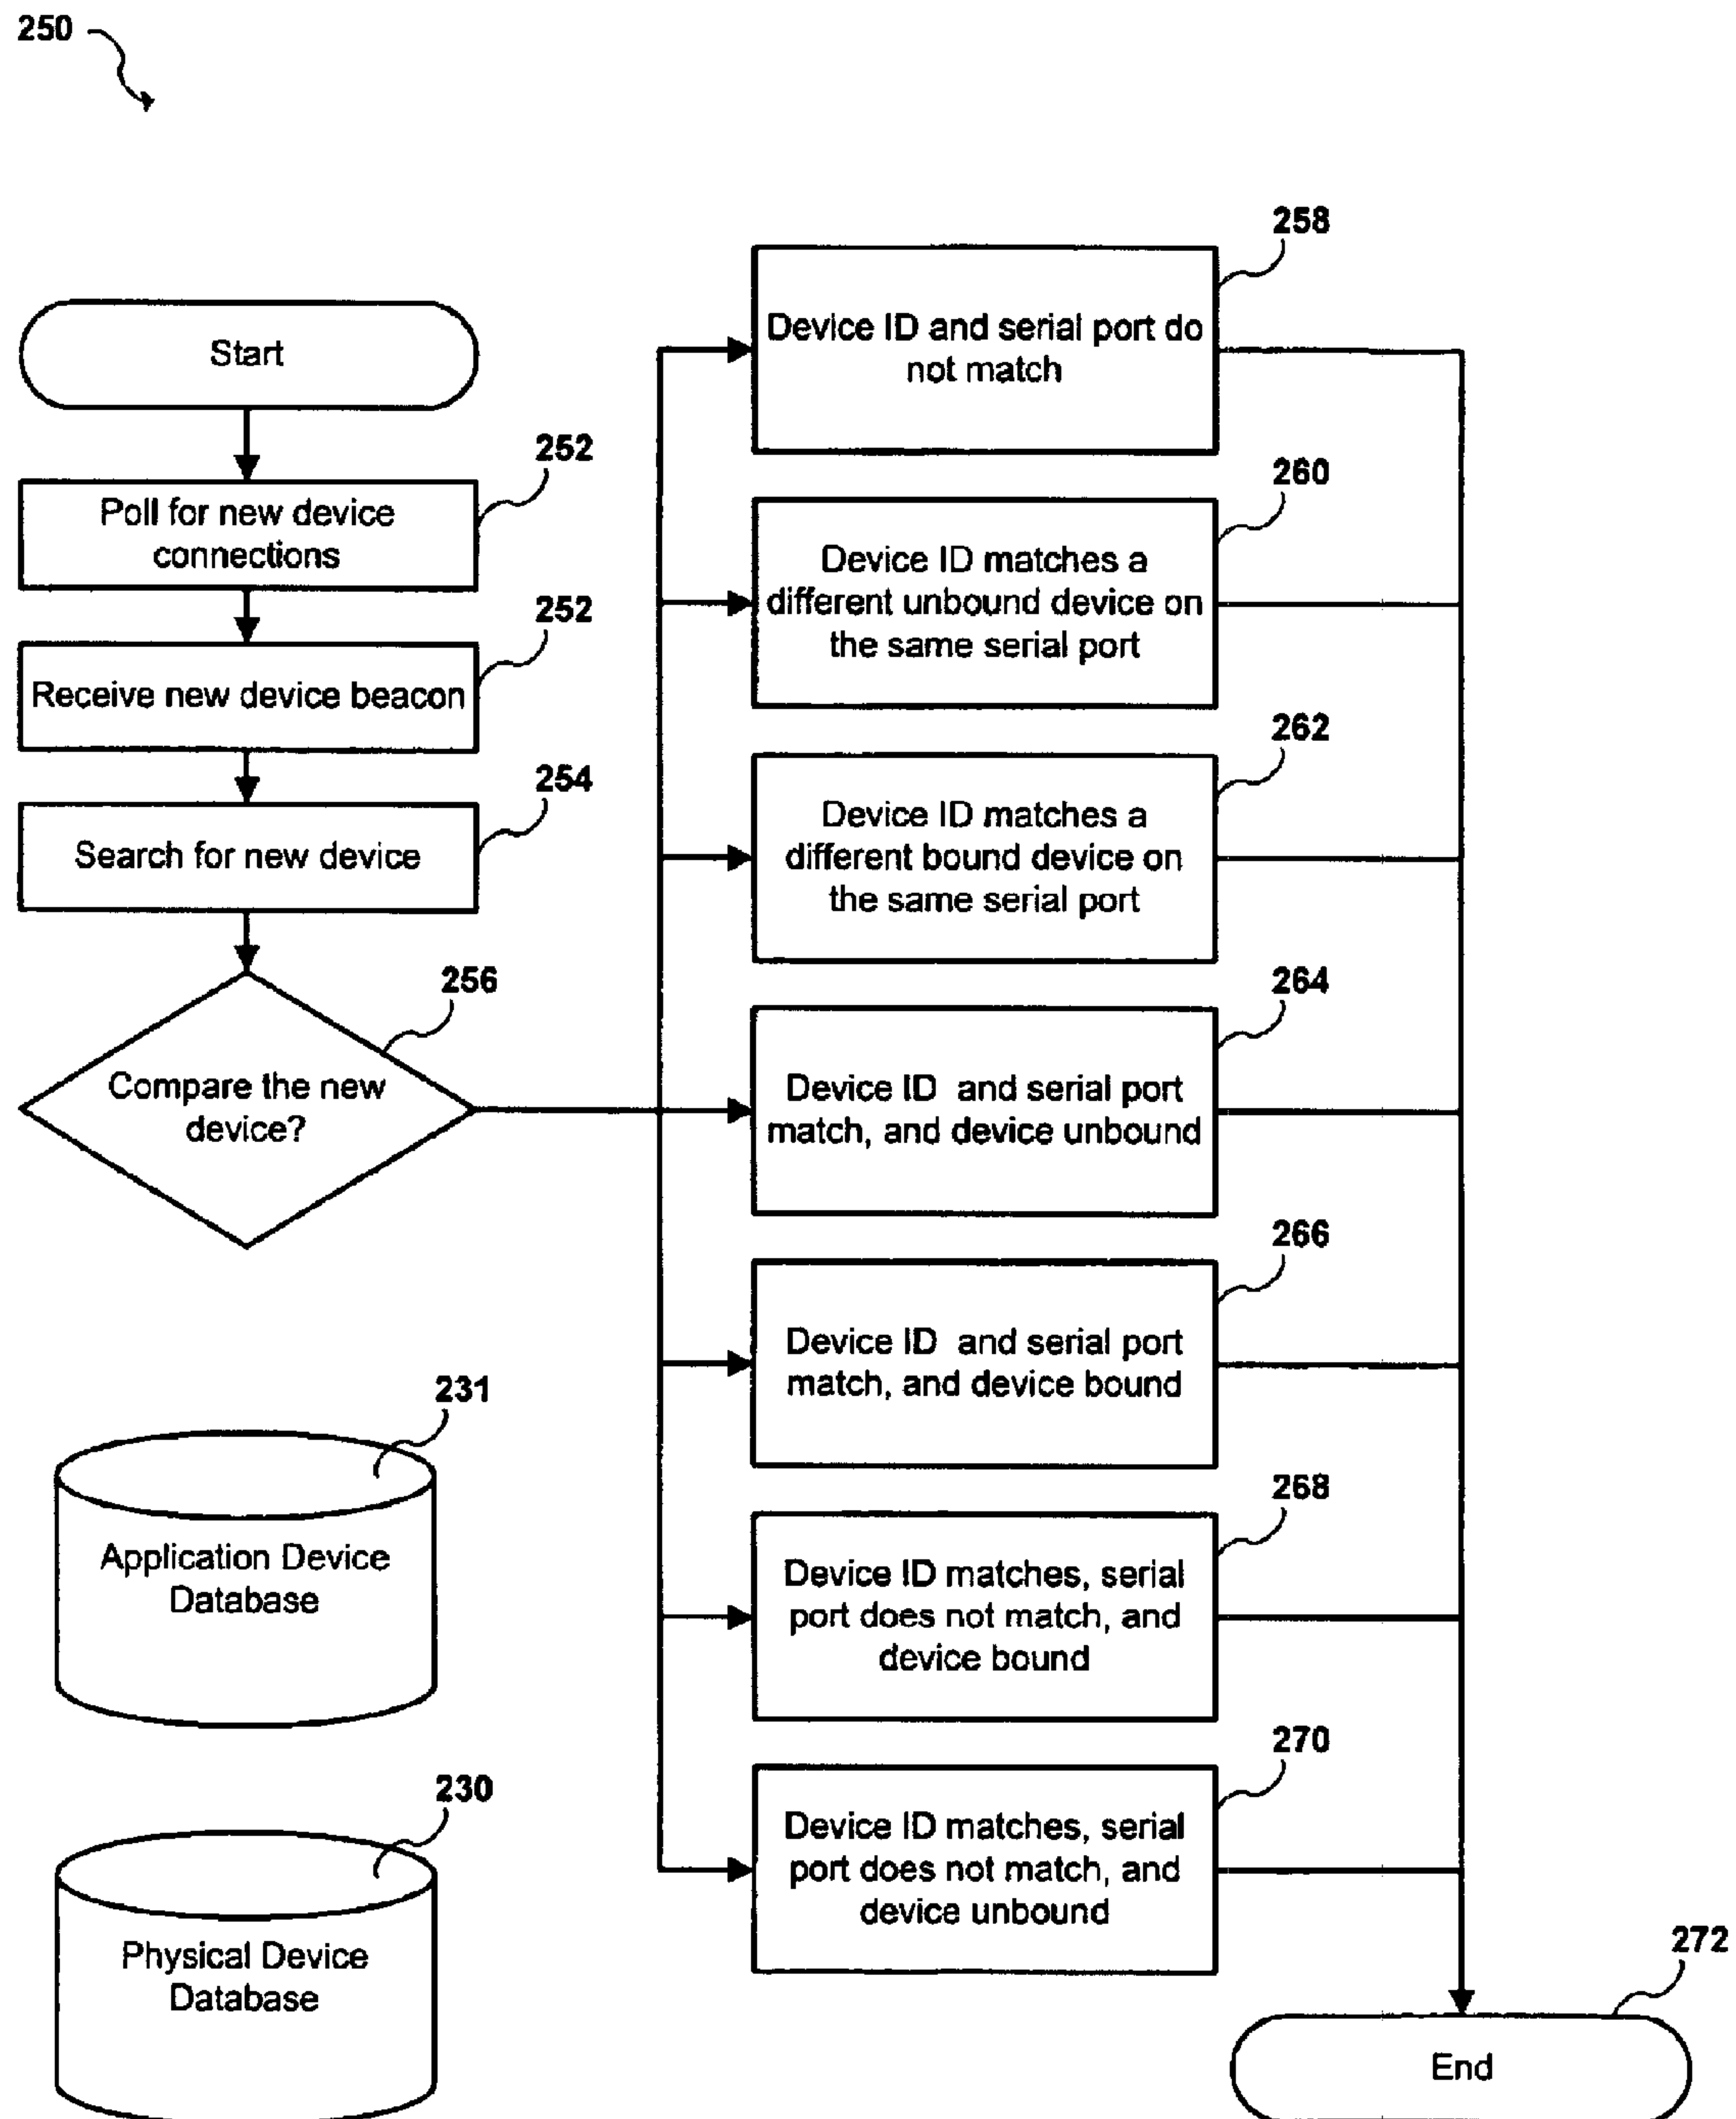 250
Start
252
Poll for new device
connections
252
Receive new device beacon
254
Search for new device
256
Compare the new
device?
258
Device ID and serial port do
not match
260
Device ID matches a
different unbound device on
the same serial port
262
Device ID matches a
different bound device on
the same serial port
264
Device ID and serial port
match, and device unbound
266
Device ID and serial port
match, and device bound
268
Device ID matches, serial
port does not match, and
device bound
270
Device ID matches, serial
port does not match, and
device unbound
231
Application Device
Database
230
Physical Device
Database
272
End